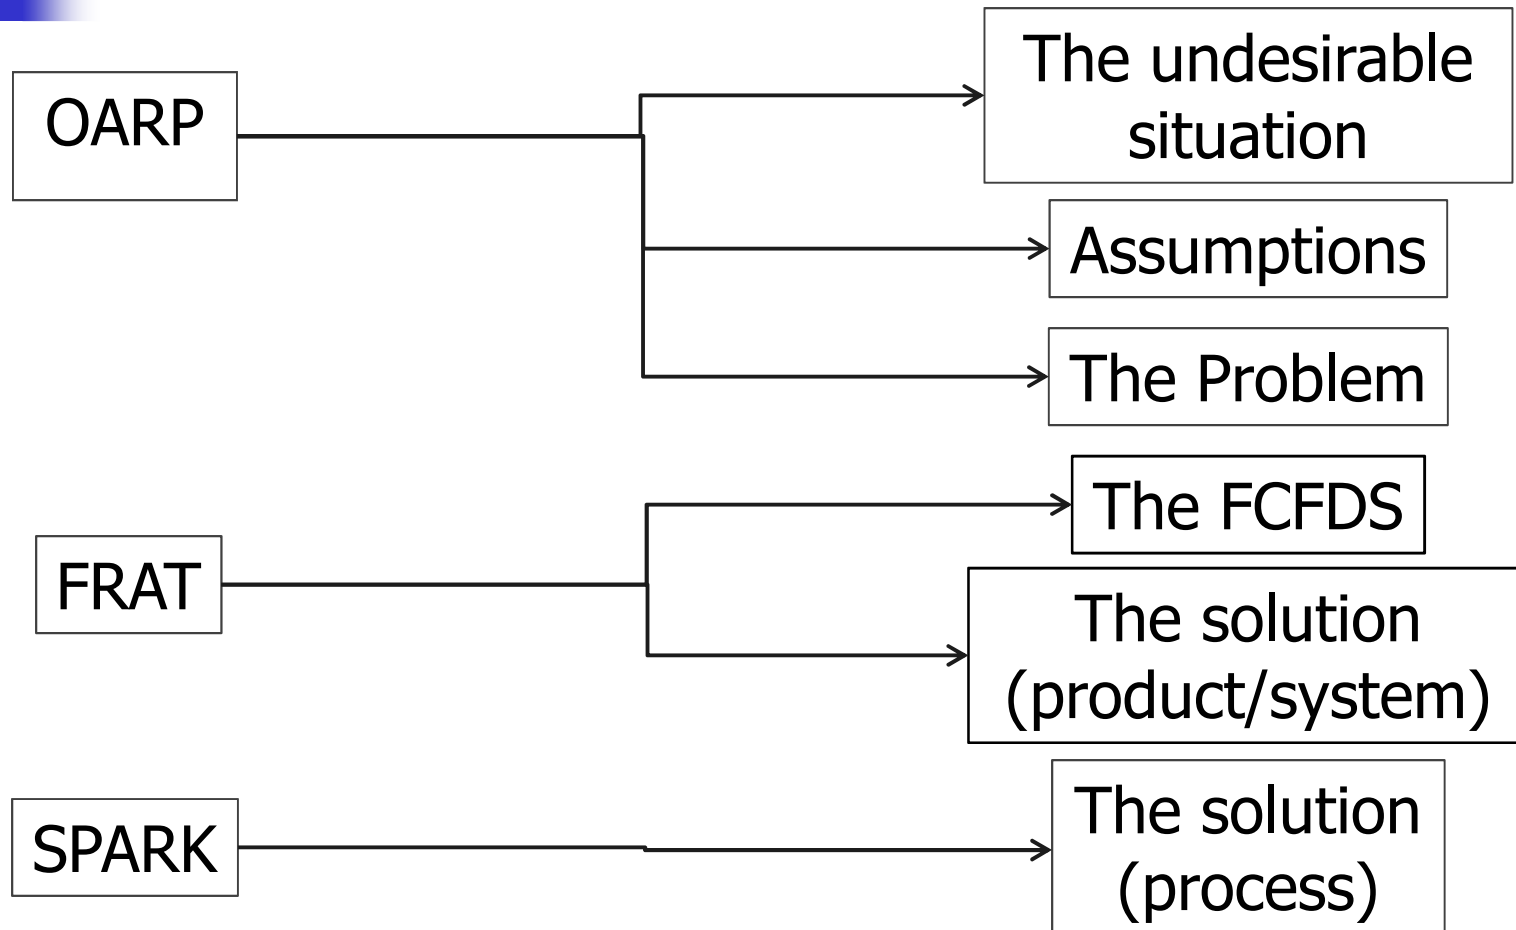 OARP
The undesirable
situation
Assumptions
The Problem
FRAT
The FCFDS
The solution
(product/system)
SPARK
The solution
(process)